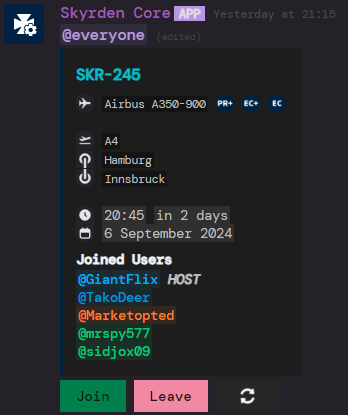 Skyrden Core APP Yesterday at 21:15
@everyone (edited)
SKR-245
Airbus A350-900 PR+ EC+ EC
A4
Hamburg
Innsbruck
20:45 in 2 days
6 September 2024
Joined Users
@GiantFlix HOST
@TakoDeer
@Marketopted
@mrspy577
@sidjox09
Join Leave